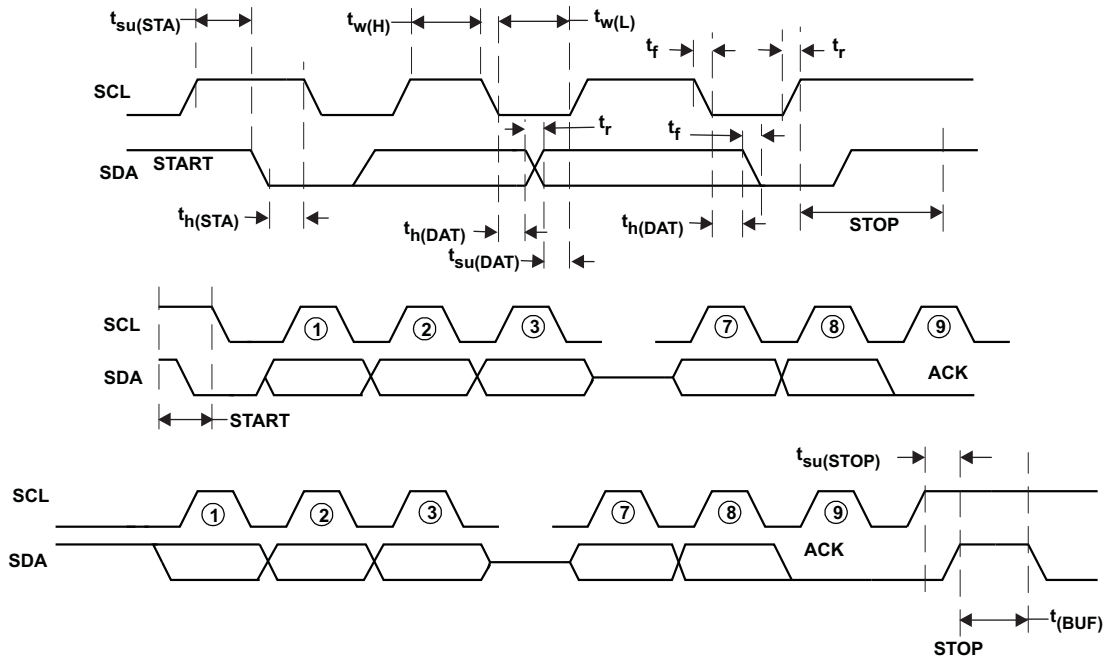 tsu(STA)
tw(H)
tw(L)
tf
tr
SCL
tr
tf
START
SDA
th(STA)
th(DAT)
th(DAT)
STOP
tsu(DAT)
SCL
1
2
3
7
8
9
SDA
ACK
START
tsu(STOP)
SCL
1
2
3
7
8
9
ACK
SDA
t(BUF)
STOP